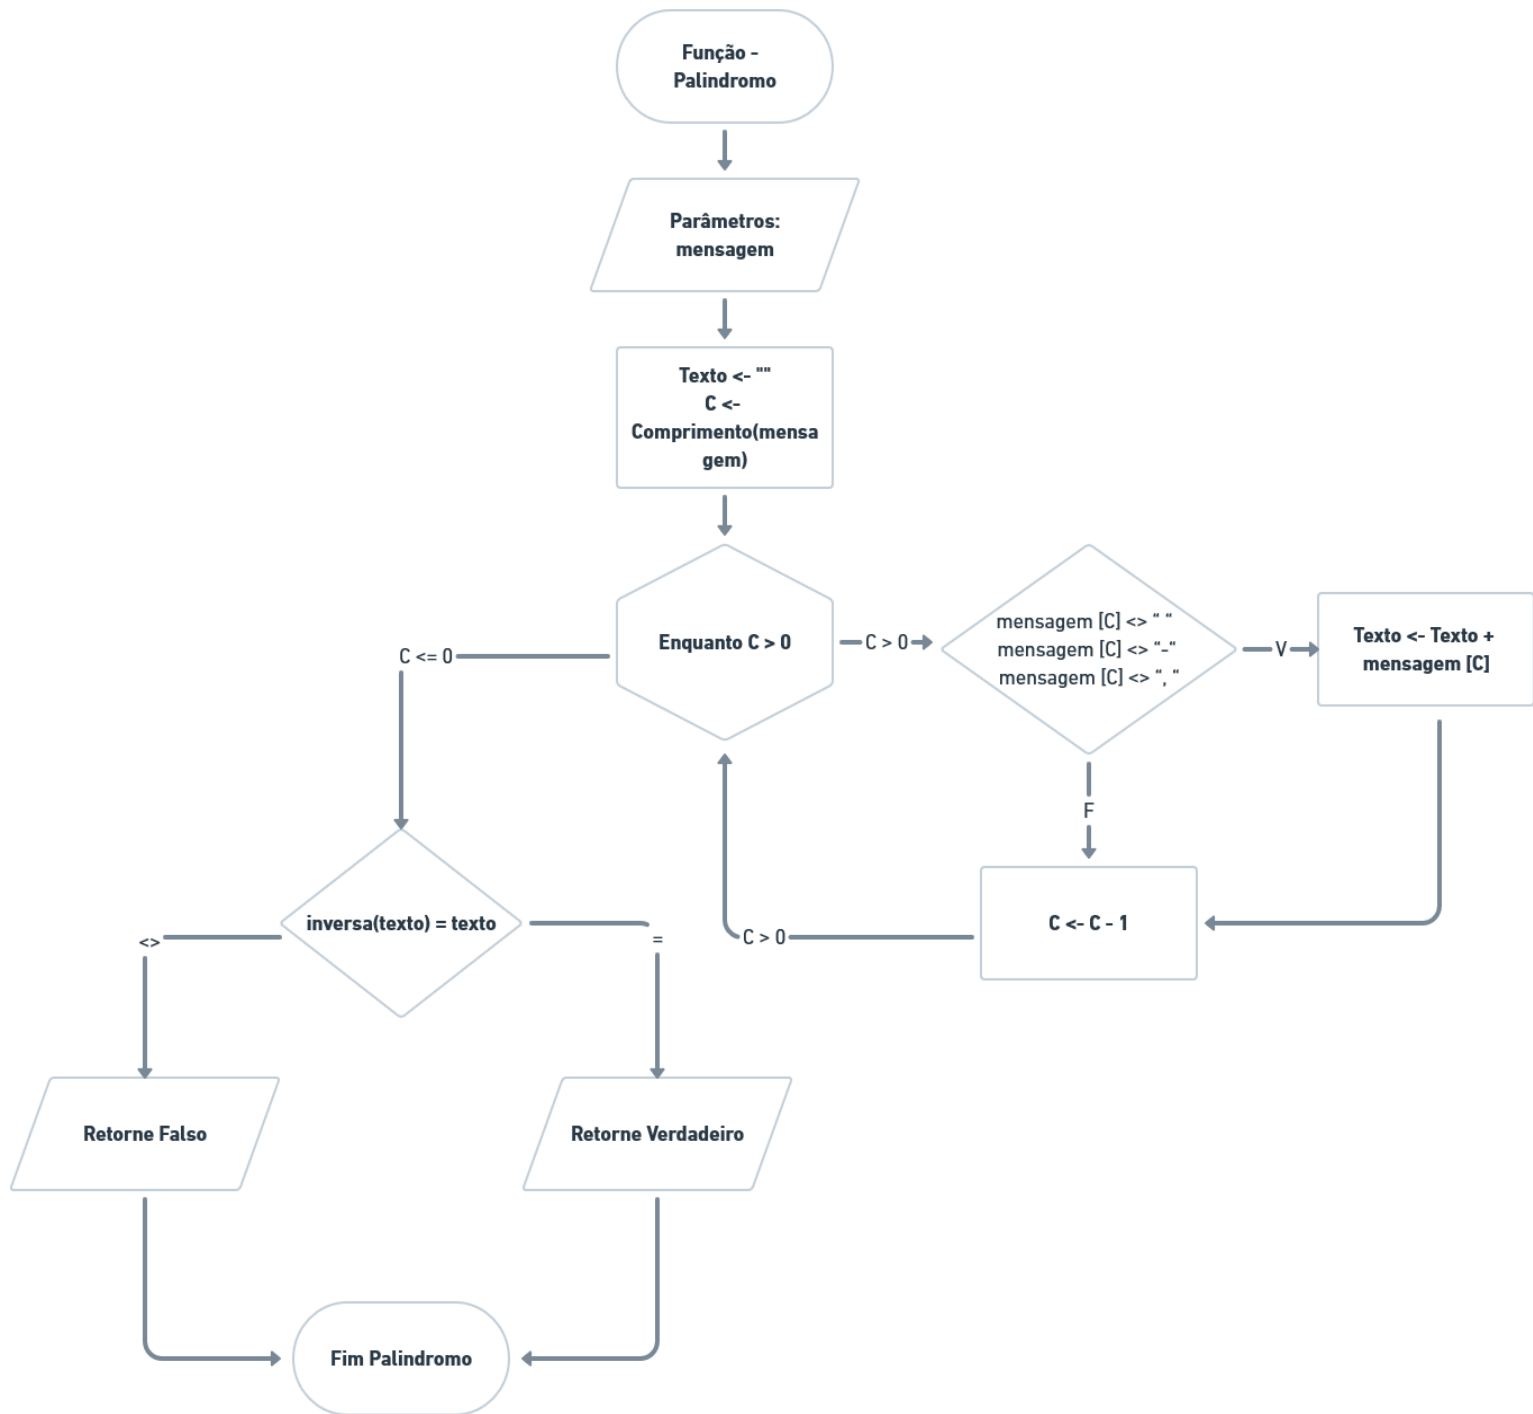 Função -
Palindromo
Parâmetros:
mensagem
Texto <- ""
C <-
Comprimento(mensa
gem)
Enquanto C > 0
C > 0
mensagem [C] <> “ “
mensagem [C] <> “-“
mensagem [C] <> “, “
V
Texto <- Texto +
mensagem [C]
C <= 0
F
C <- C - 1
C > 0
inversa(texto) = texto
<>
=
Retorne Falso
Retorne Verdadeiro
Fim Palindromo